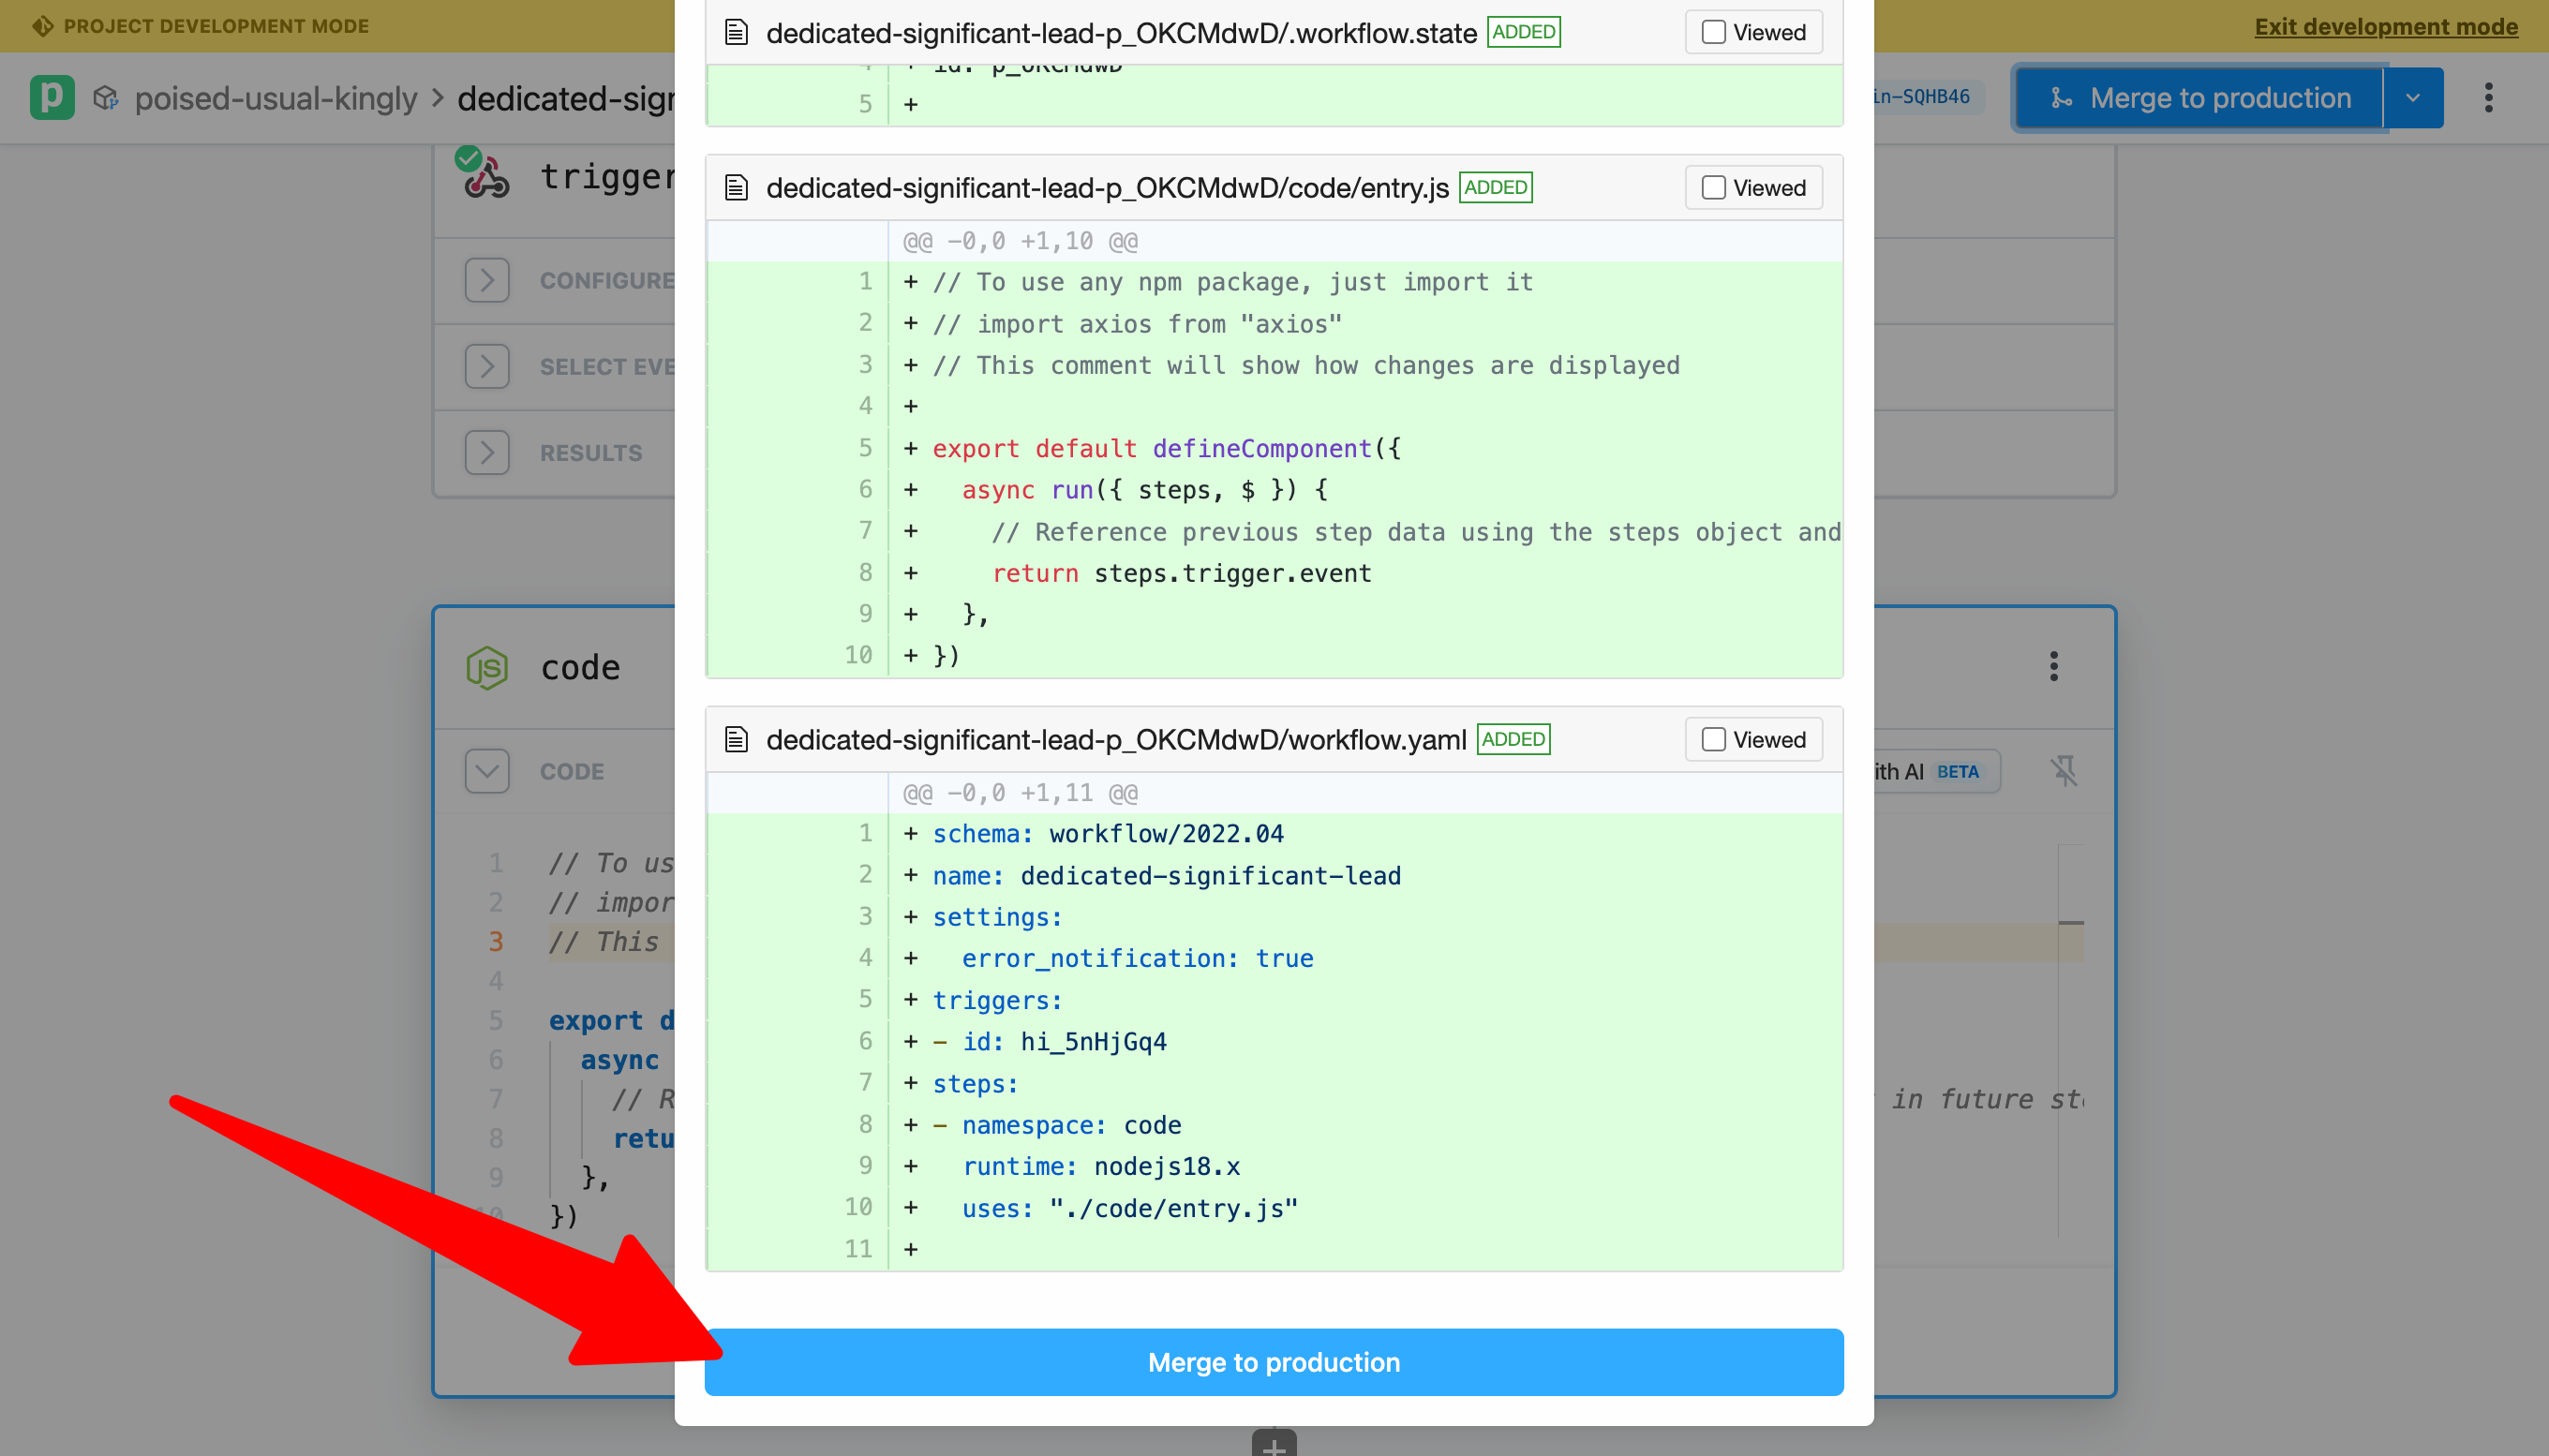 PROJECT DEVELOPMENT MODE
Exit development mode
p poised-usual-kingly > dedicated-sigr
in-SQHB46
Merge to production
trigger
CONFIGURE
SELECT EVE
RESULTS
JS code
CODE
ith AI BETA
1 // To us
2 // impor
3 // This
4
5 export d
6 async
7 // R
in future st
8 retu
9 },
10 })
dedicated-significant-lead-p_OKCMdwD/.workflow.state ADDED Viewed
4 + id: p_OKCMdwD
5 +
dedicated-significant-lead-p_OKCMdwD/code/entry.js ADDED Viewed
@@ -0,0 +1,10 @@
1 + // To use any npm package, just import it
2 + // import axios from "axios"
3 + // This comment will show how changes are displayed
4 +
5 + export default defineComponent({
6 + async run({ steps, $ }) {
7 + // Reference previous step data using the steps object and
8 + return steps.trigger.event
9 + },
10 + })
dedicated-significant-lead-p_OKCMdwD/workflow.yaml ADDED Viewed
@@ -0,0 +1,11 @@
1 + schema: workflow/2022.04
2 + name: dedicated-significant-lead
3 + settings:
4 + error_notification: true
5 + triggers:
6 + - id: hi_5nHjGq4
7 + steps:
8 + - namespace: code
9 + runtime: nodejs18.x
10 + uses: "./code/entry.js"
11 +
Merge to production